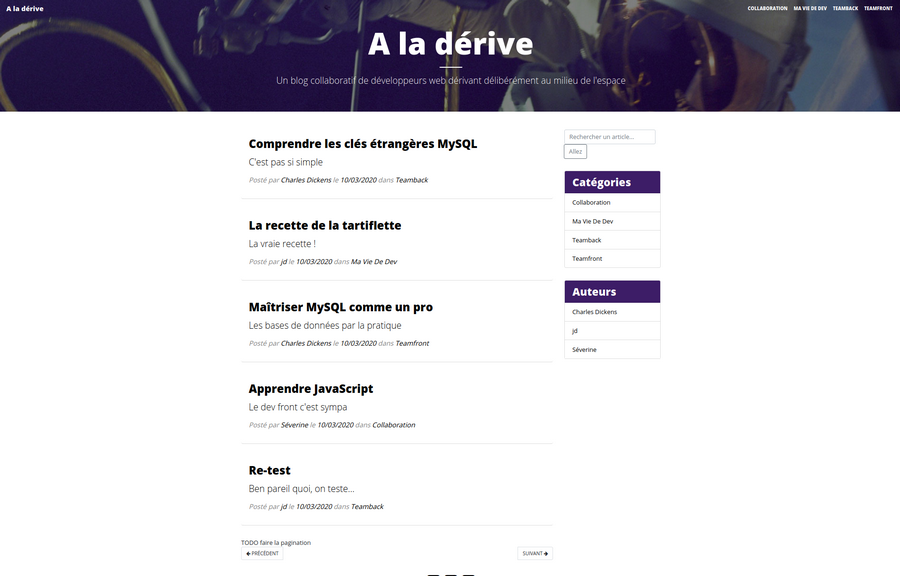 A la dérive
COLLABORATION MA VIE DE DEV TEAMBACK TEAMFRONT
A la dérive
Un blog collaboratif de développeurs web dérivant délibérément au milieu de l'espace
Comprendre les clés étrangères MySQL
C'est pas si simple
Posté par Charles Dickens le 10/03/2020 dans Teamback
La recette de la tartiflette
La vraie recette !
Posté par jd le 10/03/2020 dans Ma Vie De Dev
Maîtriser MySQL comme un pro
Les bases de données par la pratique
Posté par Charles Dickens le 10/03/2020 dans Teamfront
Apprendre JavaScript
Le dev front c'est sympa
Posté par Séverine le 10/03/2020 dans Collaboration
Re-test
Ben pareil quoi, on teste...
Posté par jd le 10/03/2020 dans Teamback
TODO faire la pagination
PRÉCÉDENT
SUIVANT
Rechercher un article...
Allez
Catégories
Collaboration
Ma Vie De Dev
Teamback
Teamfront
Auteurs
Charles Dickens
jd
Séverine